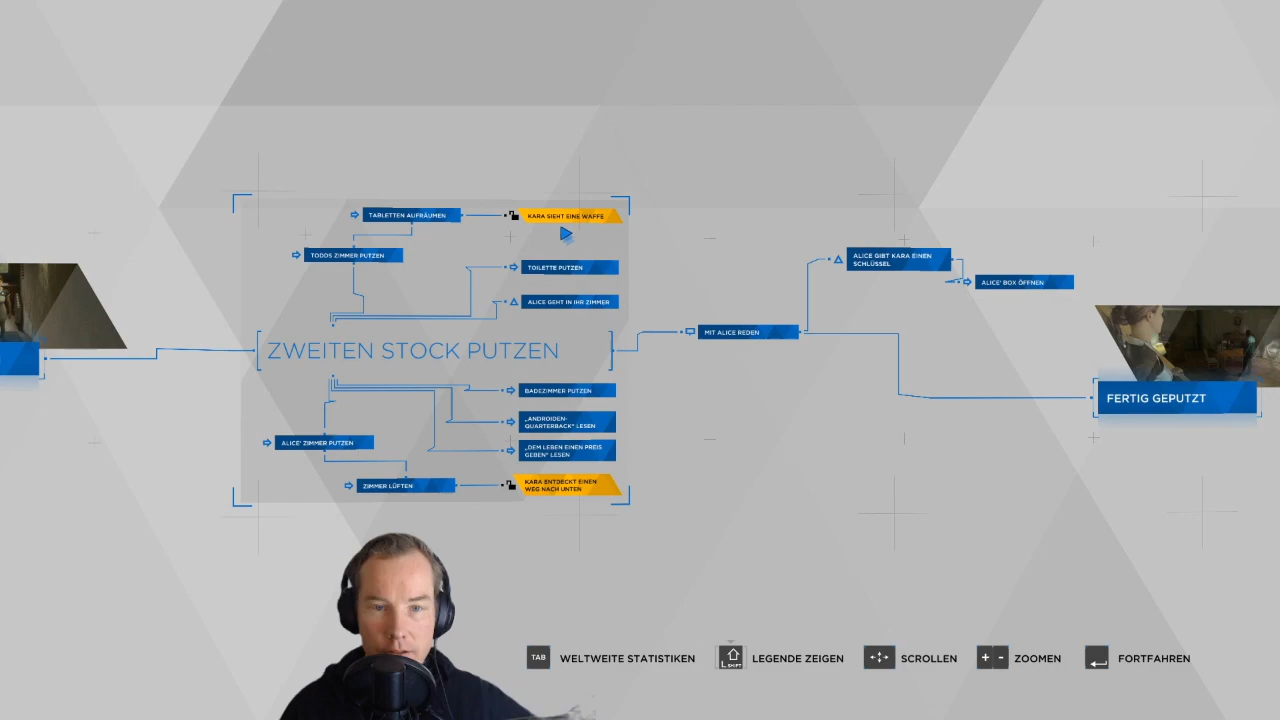 TABLETTEN AUFRÄUMEN
KARA SIEHT EINE WAFFE
TODDS ZIMMER PUTZEN
TOILETTE PUTZEN
ALICE GEHT IN IHR ZIMMER
ZWEITEN STOCK PUTZEN
BADEZIMMER PUTZEN
„ANDROIDEN-
QUARTERBACK" LESEN
ALICE' ZIMMER PUTZEN
„DEM LEBEN EINEN PREIS
GEBEN" LESEN
ZIMMER LÜFTEN
KARA ENTDECKT EINEN
WEG NACH UNTEN
MIT ALICE REDEN
ALICE GIBT KARA EINEN
SCHLÜSSEL
ALICE' BOX ÖFFNEN
FERTIG GEPUTZT
TAB WELTWEITE STATISTIKEN
L SHIFT LEGENDE ZEIGEN
SCROLLEN
+ - ZOOMEN
FORTFAHREN